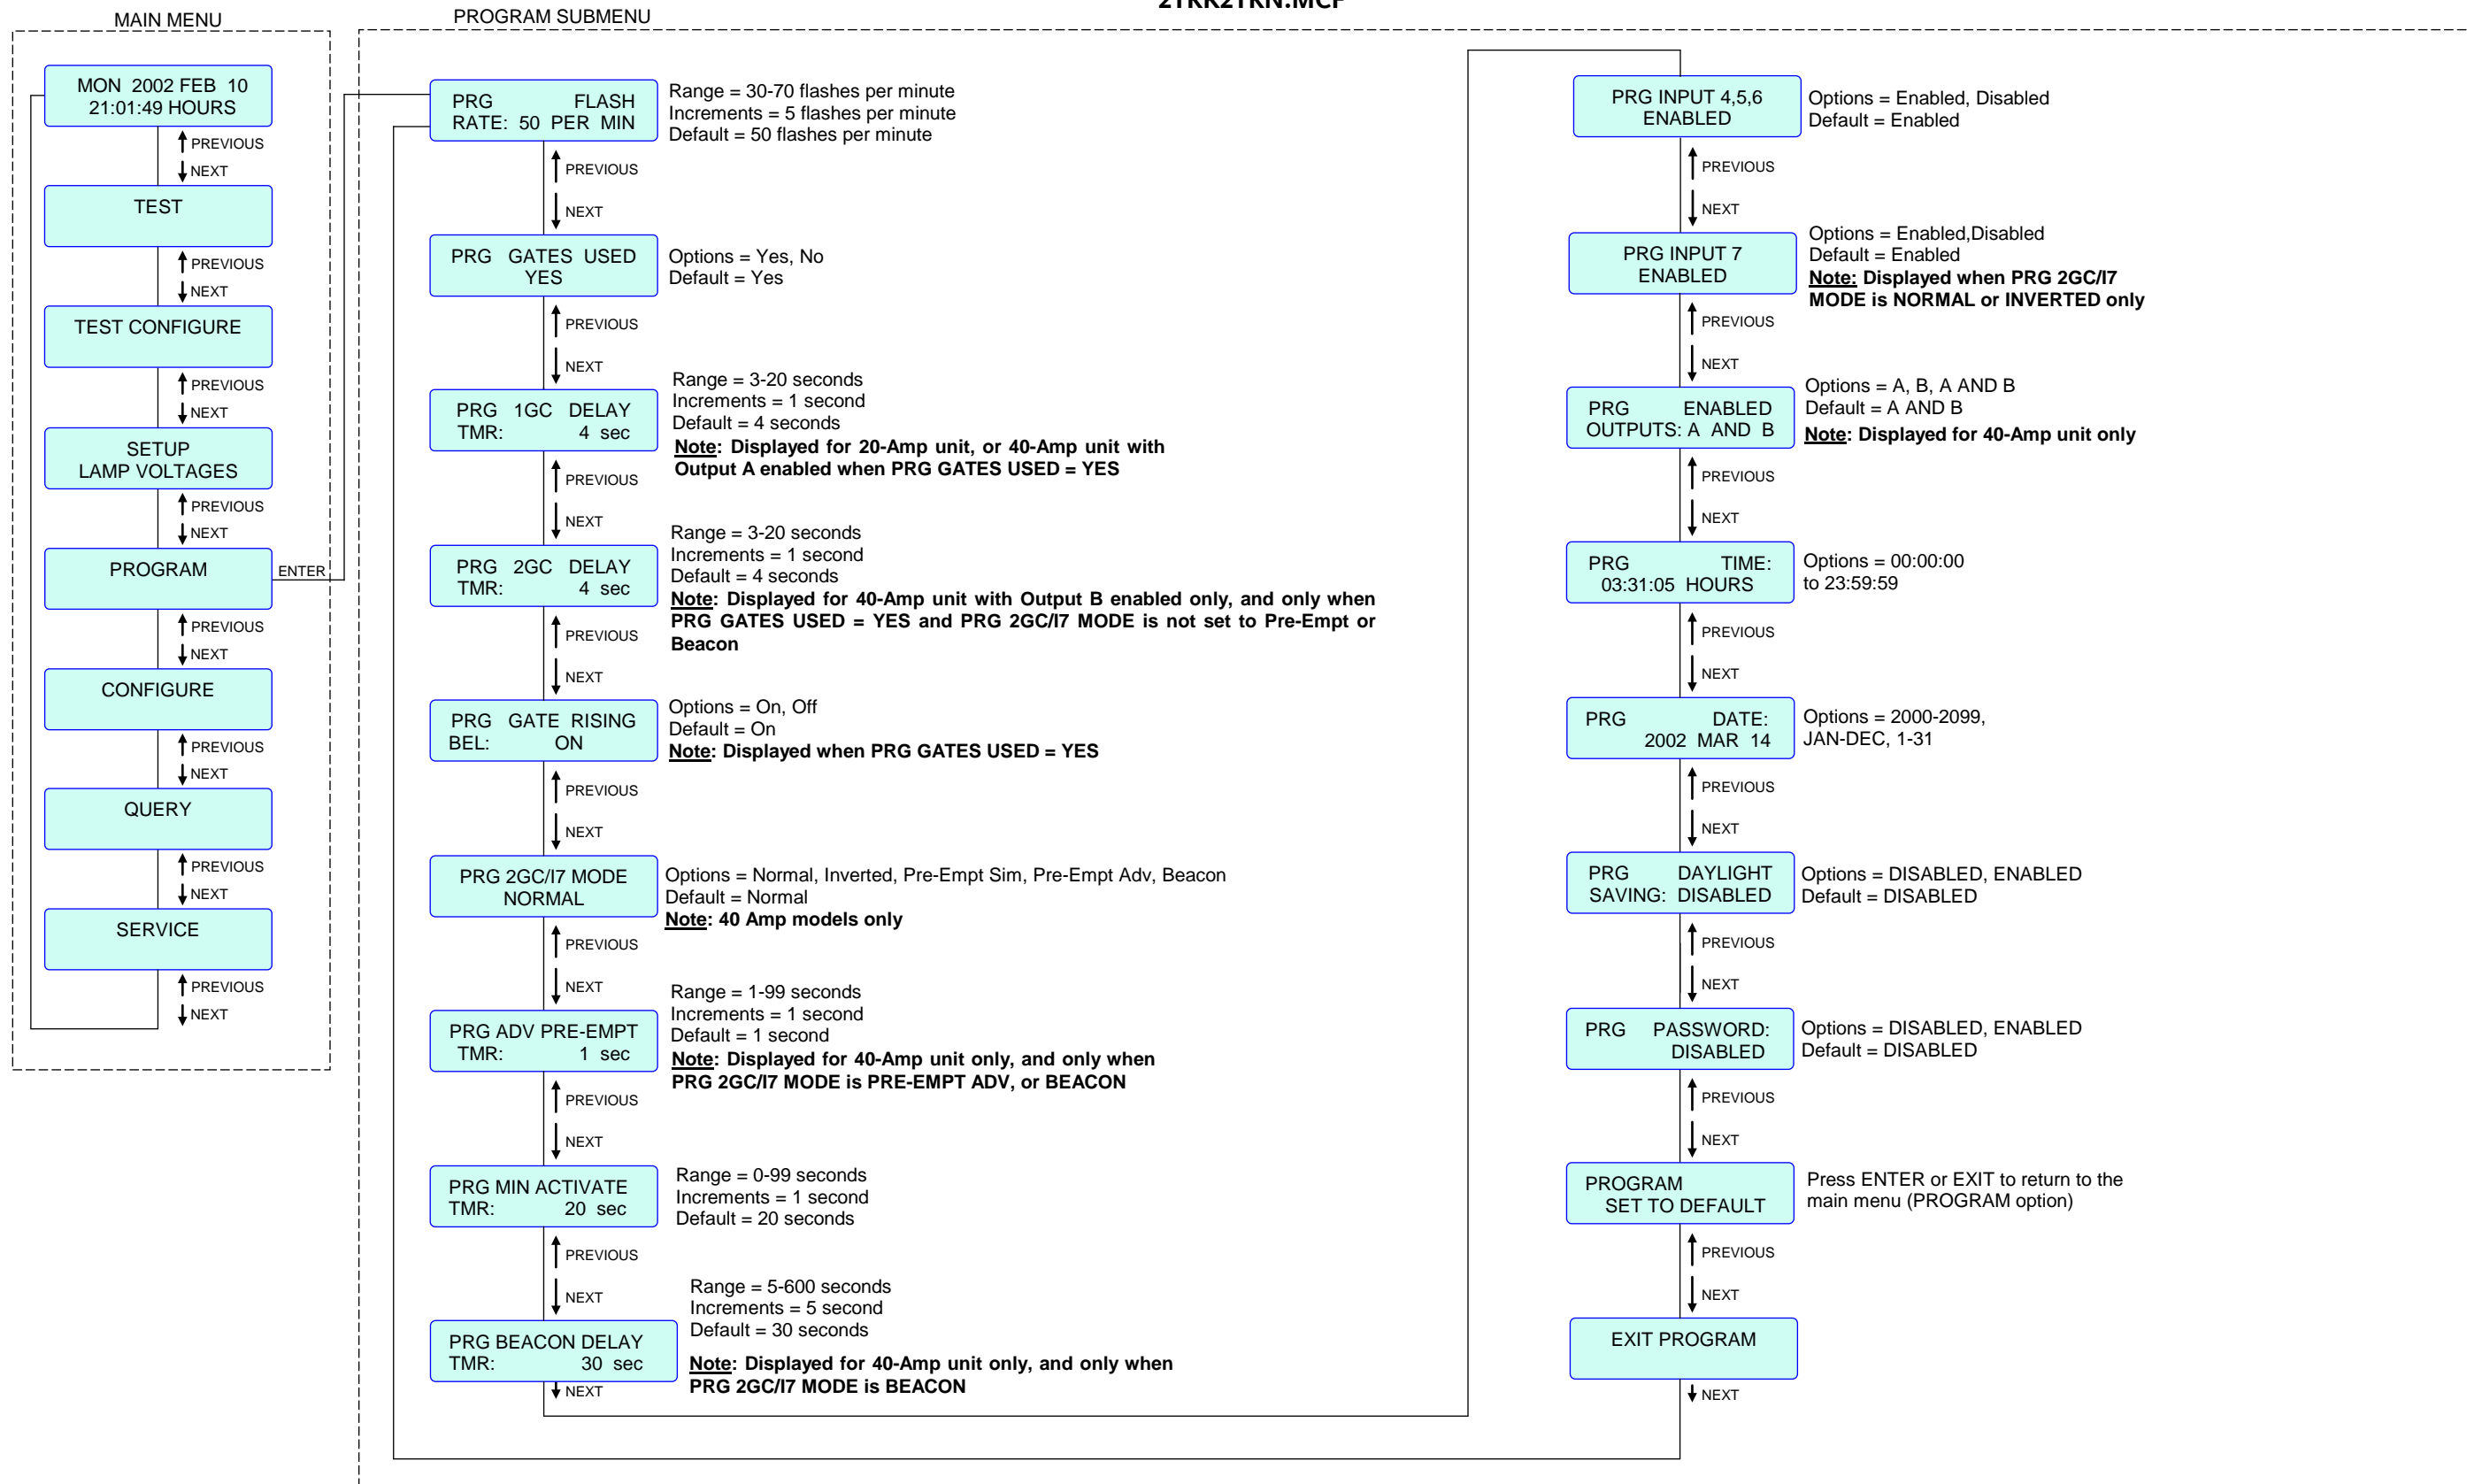 21RR21RN.MCF
MAIN MENU
MON 2002 FEB 10
21:01:49 HOURS
PREVIOUS
NEXT
TEST
PREVIOUS
NEXT
TEST CONFIGURE
PREVIOUS
NEXT
SETUP
LAMP VOLTAGES
PREVIOUS
NEXT
PROGRAM
ENTER
PREVIOUS
NEXT
CONFIGURE
PREVIOUS
NEXT
QUERY
PREVIOUS
NEXT
SERVICE
PREVIOUS
NEXT
PROGRAM SUBMENU
PRG FLASH
RATE: 50 PER MIN
Range = 30-70 flashes per minute
Increments = 5 flashes per minute
Default = 50 flashes per minute
PREVIOUS
NEXT
PRG GATES USED
YES
Options = Yes, No
Default = Yes
PREVIOUS
NEXT
PRG 1GC DELAY
TMR: 4 sec
Range = 3-20 seconds
Increments = 1 second
Default = 4 seconds
Note: Displayed for 20-Amp unit, or 40-Amp unit with
Output A enabled when PRG GATES USED = YES
PREVIOUS
NEXT
PRG 2GC DELAY
TMR: 4 sec
Range = 3-20 seconds
Increments = 1 second
Default = 4 seconds
Note: Displayed for 40-Amp unit with Output B enabled only, and only when
PRG GATES USED = YES and PRG 2GC/I7 MODE is not set to Pre-Empt or
Beacon
PREVIOUS
NEXT
PRG GATE RISING
BEL: ON
Options = On, Off
Default = On
Note: Displayed when PRG GATES USED = YES
PREVIOUS
NEXT
PRG 2GC/I7 MODE
NORMAL
Options = Normal, Inverted, Pre-Empt Sim, Pre-Empt Adv, Beacon
Default = Normal
Note: 40 Amp models only
PREVIOUS
NEXT
PRG ADV PRE-EMPT
TMR: 1 sec
Range = 1-99 seconds
Increments = 1 second
Default = 1 second
Note: Displayed for 40-Amp unit only, and only when
PRG 2GC/I7 MODE is PRE-EMPT ADV, or BEACON
PREVIOUS
NEXT
PRG MIN ACTIVATE
TMR: 20 sec
Range = 0-99 seconds
Increments = 1 second
Default = 20 seconds
PREVIOUS
NEXT
PRG BEACON DELAY
TMR: 30 sec
Range = 5-600 seconds
Increments = 5 second
Default = 30 seconds
Note: Displayed for 40-Amp unit only, and only when
PRG 2GC/I7 MODE is BEACON
NEXT
PRG INPUT 4,5,6
ENABLED
Options = Enabled, Disabled
Default = Enabled
PREVIOUS
NEXT
PRG INPUT 7
ENABLED
Options = Enabled,Disabled
Default = Enabled
Note: Displayed when PRG 2GC/I7
MODE is NORMAL or INVERTED only
PREVIOUS
NEXT
PRG ENABLED
OUTPUTS: A AND B
Options = A, B, A AND B
Default = A AND B
Note: Displayed for 40-Amp unit only
PREVIOUS
NEXT
PRG TIME:
03:31:05 HOURS
Options = 00:00:00
to 23:59:59
PREVIOUS
NEXT
PRG DATE:
2002 MAR 14
Options = 2000-2099,
JAN-DEC, 1-31
PREVIOUS
NEXT
PRG DAYLIGHT
SAVING: DISABLED
Options = DISABLED, ENABLED
Default = DISABLED
PREVIOUS
NEXT
PRG PASSWORD:
DISABLED
Options = DISABLED, ENABLED
Default = DISABLED
PREVIOUS
NEXT
PROGRAM
SET TO DEFAULT
Press ENTER or EXIT to return to the
main menu (PROGRAM option)
PREVIOUS
NEXT
EXIT PROGRAM
NEXT